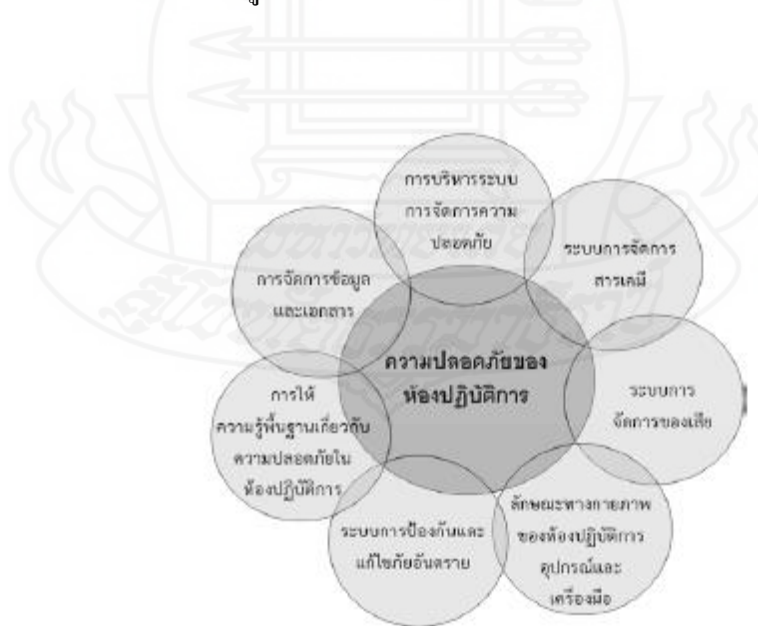 การบริหารระบบ
การจัดการความ
ปลอดภัย
ระบบการจัดการ
สารเคมี
การจัดการข้อมูล
และเอกสาร
ความปลอดภัยของ
ห้องปฏิบัติการ
ระบบการ
จัดการของเสีย
การให้
ความรู้พื้นฐานเกี่ยวกับ
ความปลอดภัยใน
ห้องปฏิบัติการ
ลักษณะทางกายภาพ
ของห้องปฏิบัติการ
อุปกรณ์และ
เครื่องมือ
ระบบการป้องกันและ
แก้ไขภัยอันตราย